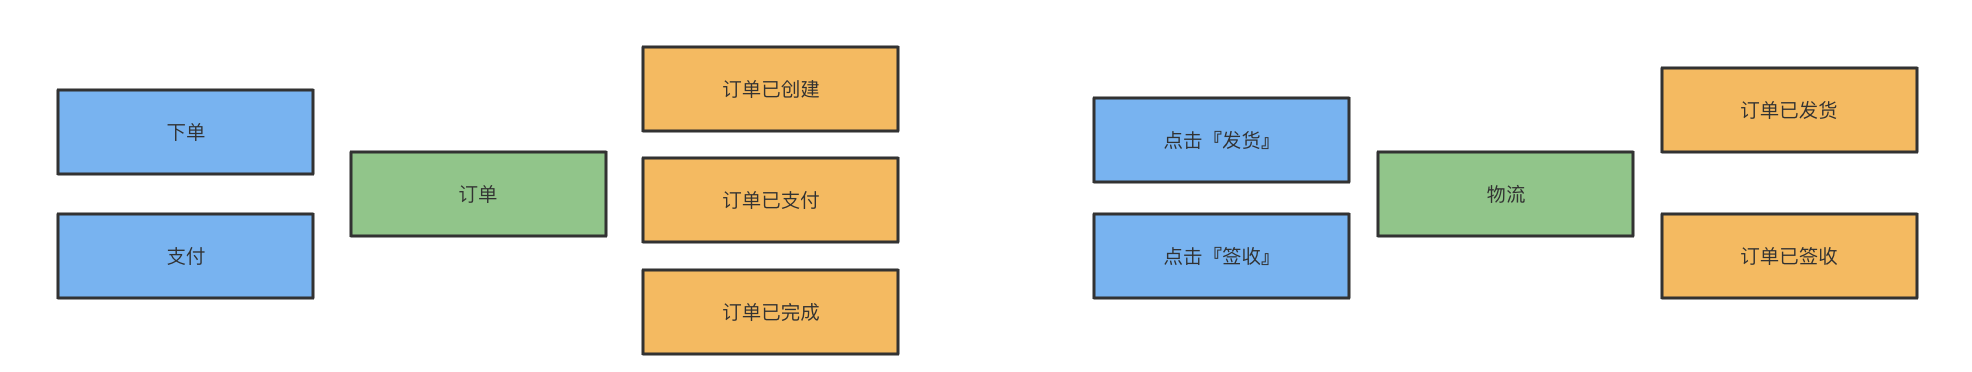 下单
支付
订单
订单已创建
订单已支付
订单已完成
点击『发货』
点击『签收』
物流
订单已发货
订单已签收